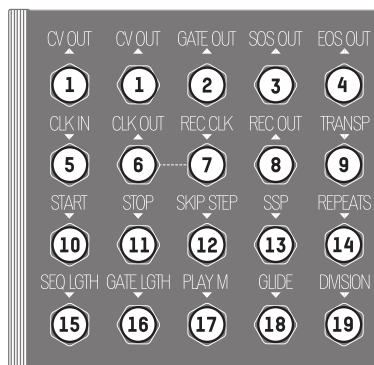 CV OUT CV OUT GATE OUT SOS OUT EOS OUT
1 1 2 3 4
CLK IN CLK OUT REC CLK REC OUT TRANSP
5 6 7 8 9
START STOP SKIP STEP SSP REPEATS
10 11 12 13 14
SEQ LGTH GATE LGTH PLAY M GLIDE DIVISION
15 16 17 18 19